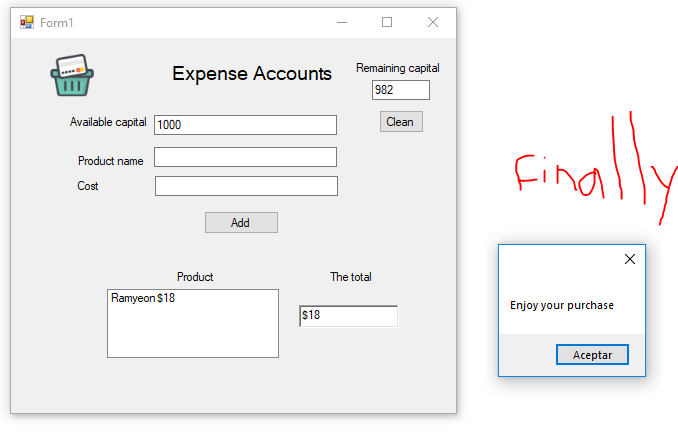 Form1
Expense Accounts
Remaining capital
982
Available capital 1000
Clean
Product name
Cost
Add
Product
The total
Ramyeon $18
$18
Finally
Enjoy your purchase
Aceptar